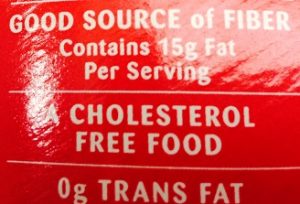 GOOD SOURCE of FIBER
Contains 15g Fat
Per Serving
A CHOLESTEROL
FREE FOOD
0g TRANS FAT